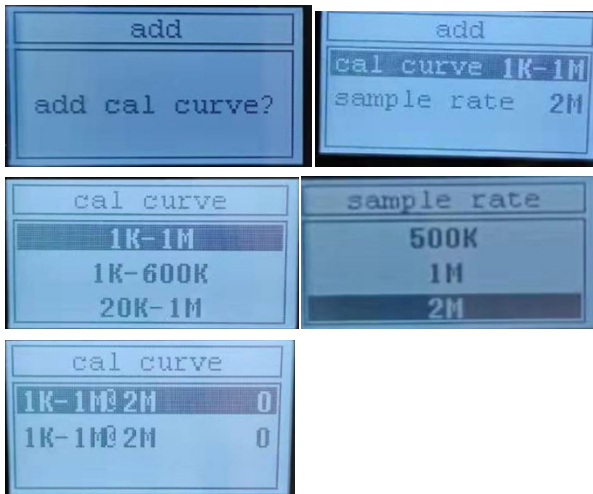 add
add cal curve?
add
cal curve 1K-1M
sample rate 2M
cal curve
1K-1M
1K-600K
20K-1M
sample rate
500K
1M
2M
cal curve
1K-1M@2M 0
1K-1M@2M 0